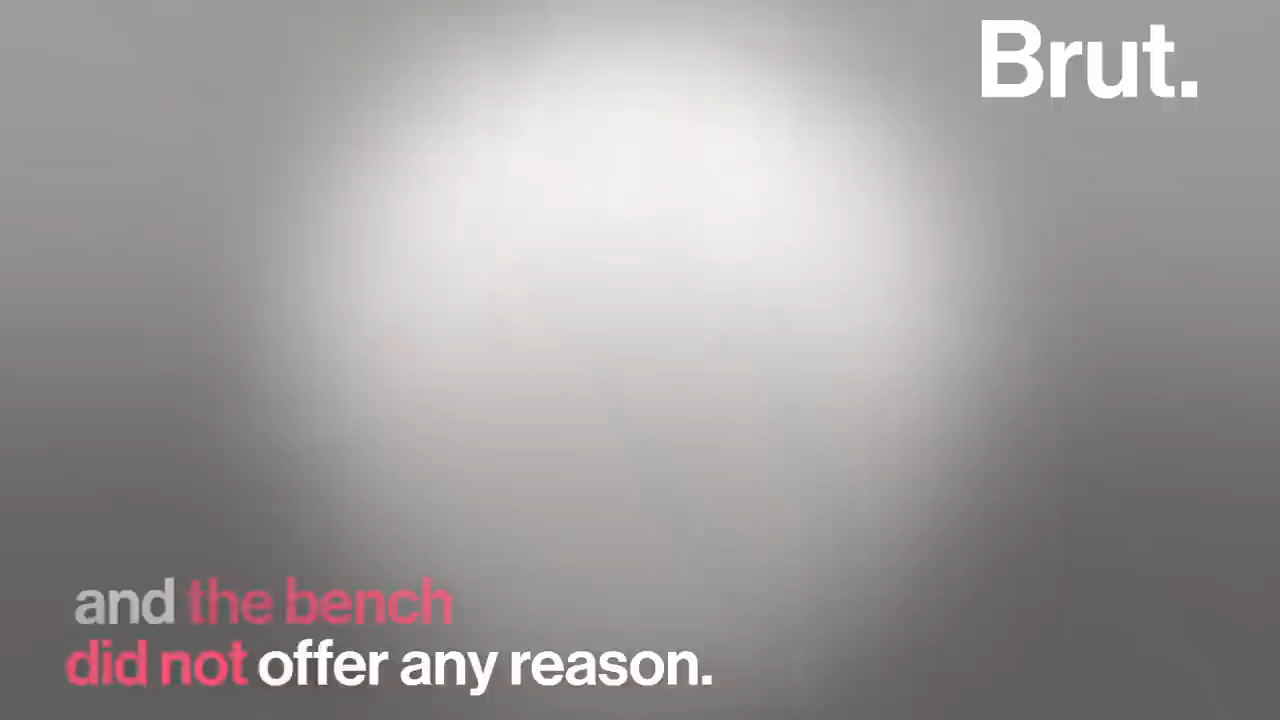 Brut.
and the bench
did not offer any reason.